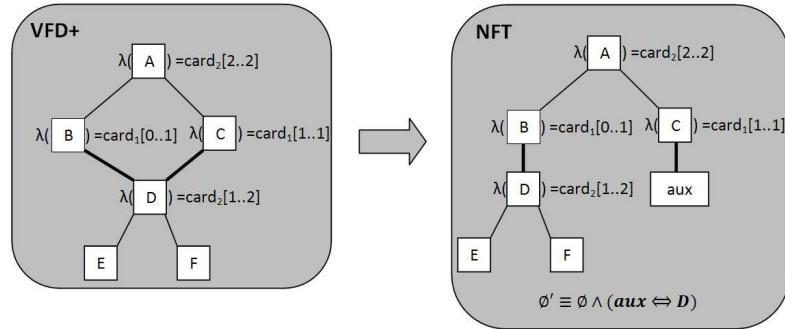 VFD+
λ( A ) =card₂[2..2]
λ( B ) =card₁[0..1] λ( C ) =card₁[1..1]
λ( D ) =card₂[1..2]
E F
NFT
λ( A ) =card₂[2..2]
λ( B ) =card₁[0..1] λ( C ) =card₁[1..1]
λ( D ) =card₂[1..2] aux
E F
∅′ ≡ ∅ ∧ (aux ⇔ D)